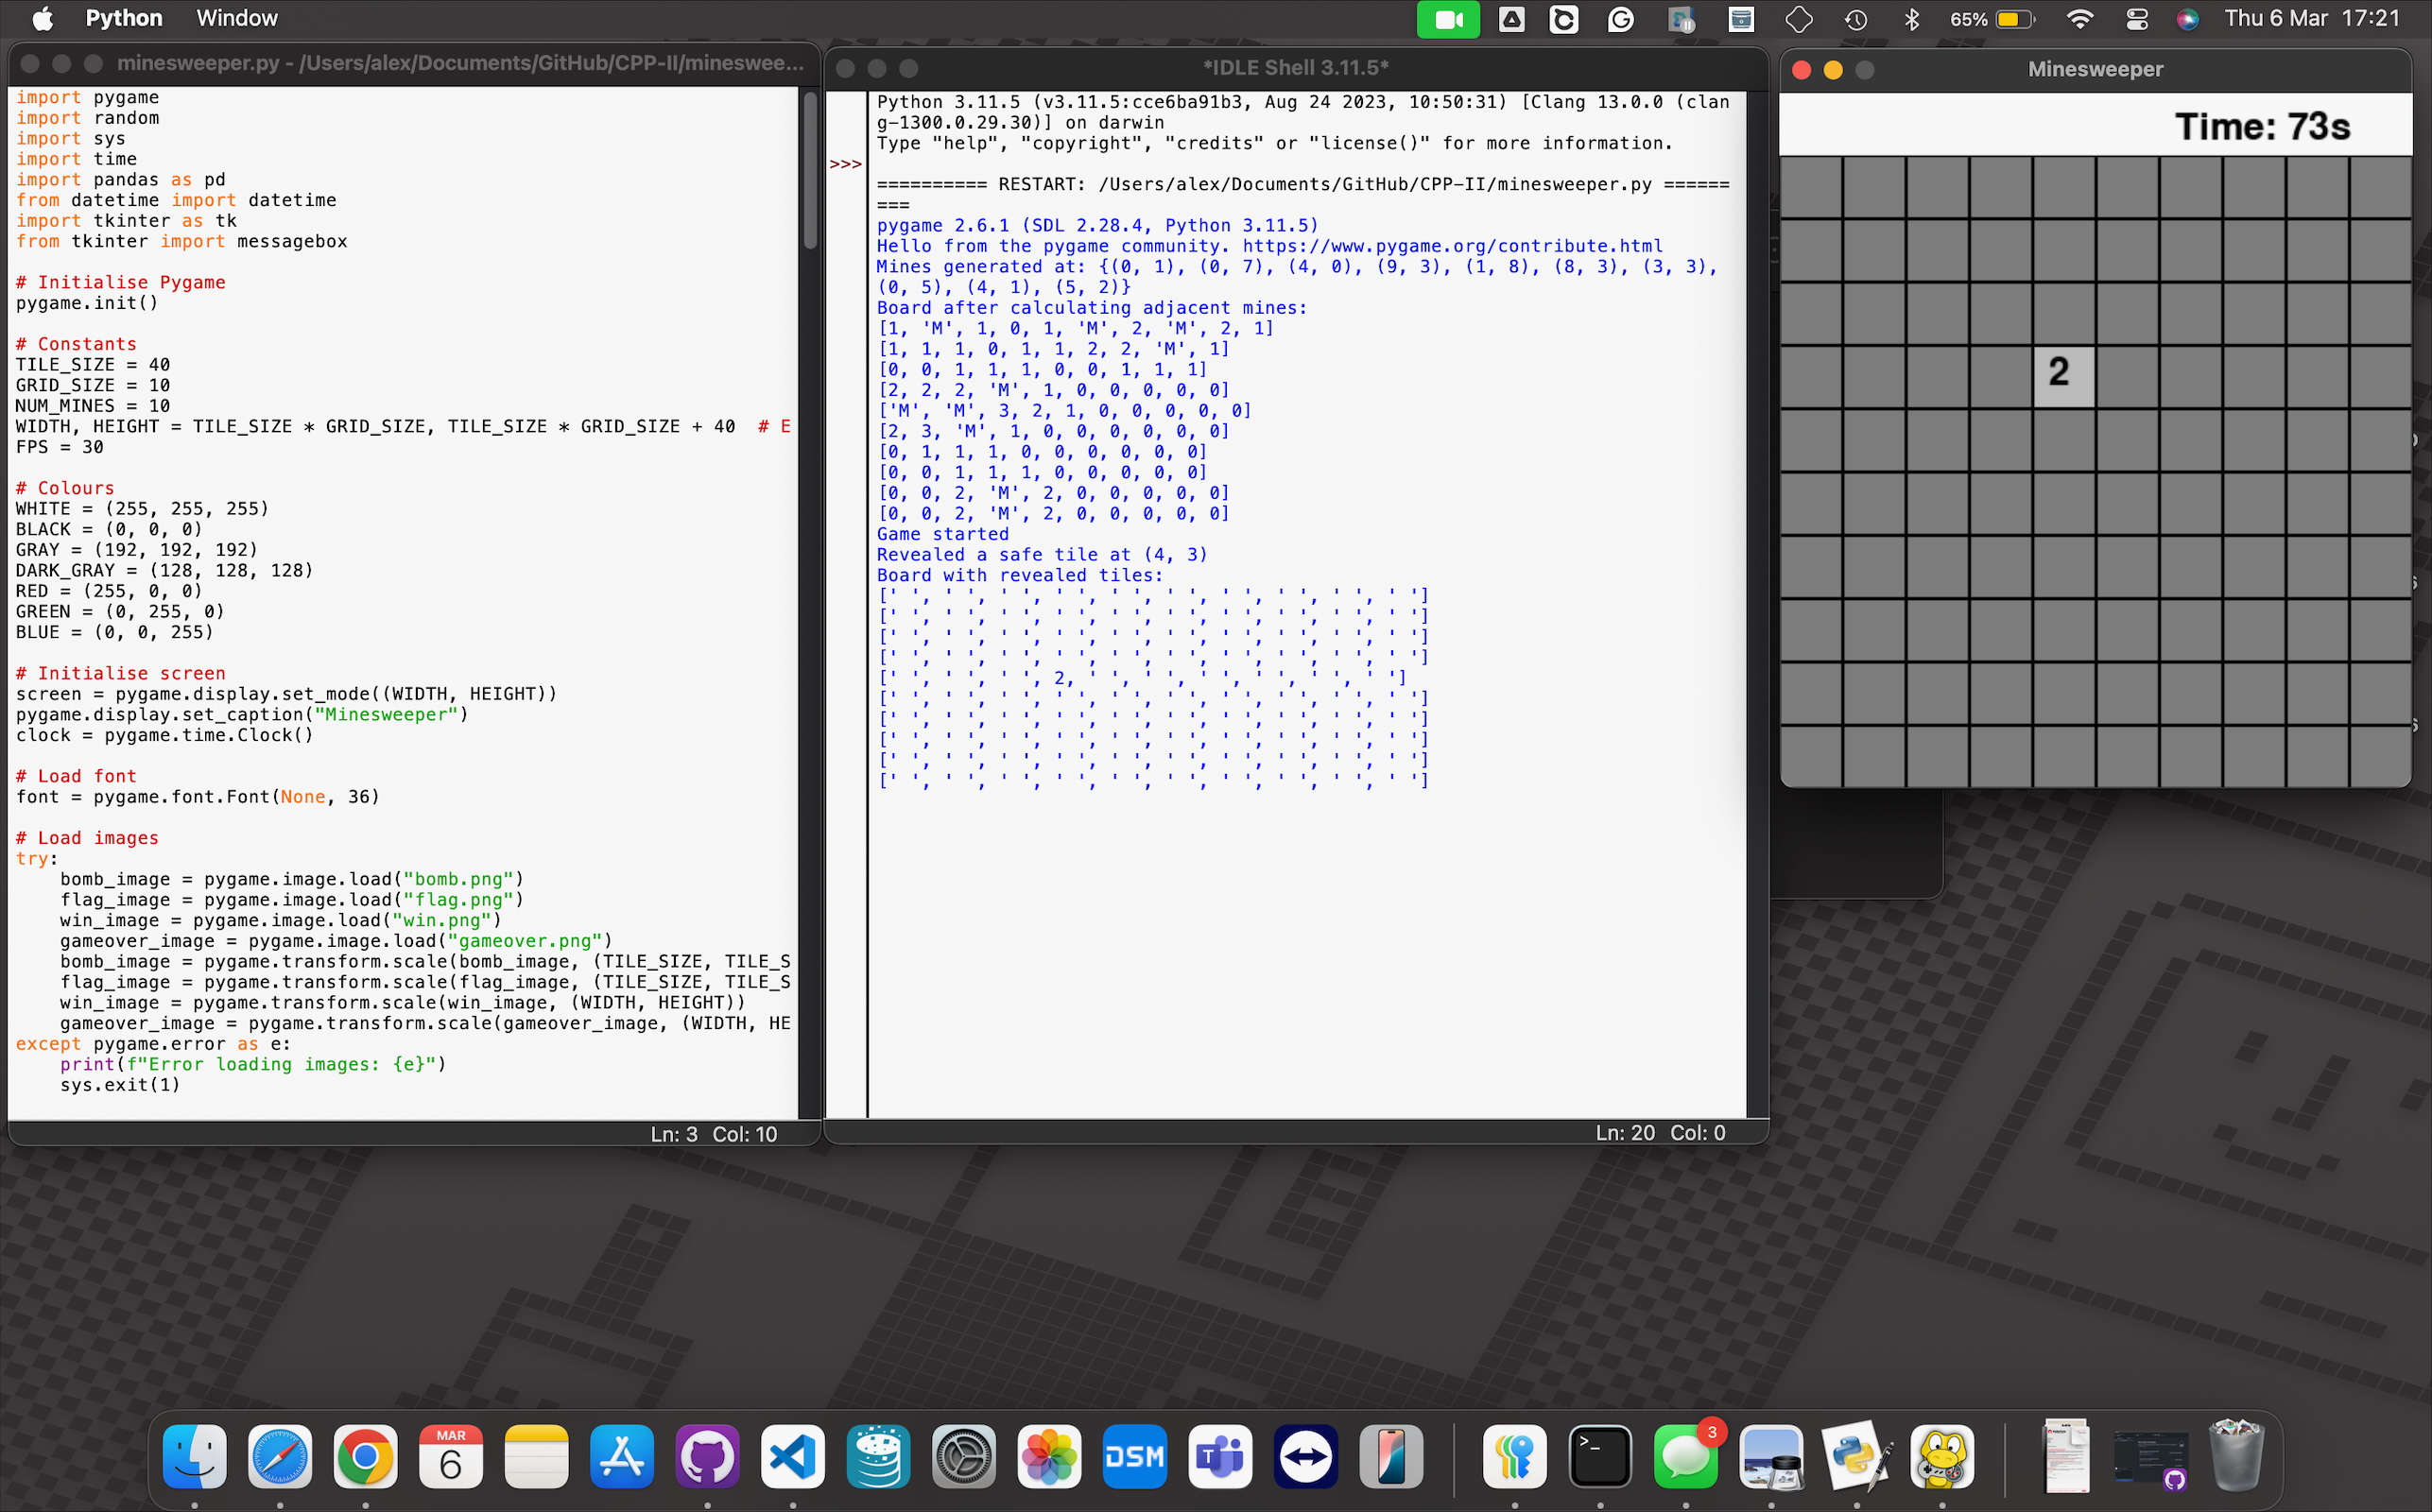 Python Window
65% Thu 6 Mar 17:21
minesweeper.py - /Users/alex/Documents/GitHub/CPP-II/mineswee...
import pygame
import random
import sys
import time
import pandas as pd
from datetime import datetime
import tkinter as tk
from tkinter import messagebox
# Initialise Pygame
pygame.init()
# Constants
TILE_SIZE = 40
GRID_SIZE = 10
NUM_MINES = 10
WIDTH, HEIGHT = TILE_SIZE * GRID_SIZE, TILE_SIZE * GRID_SIZE + 40 # E
FPS = 30
# Colours
WHITE = (255, 255, 255)
BLACK = (0, 0, 0)
GRAY = (192, 192, 192)
DARK_GRAY = (128, 128, 128)
RED = (255, 0, 0)
GREEN = (0, 255, 0)
BLUE = (0, 0, 255)
# Initialise screen
screen = pygame.display.set_mode((WIDTH, HEIGHT))
pygame.display.set_caption("Minesweeper")
clock = pygame.time.Clock()
# Load font
font = pygame.font.Font(None, 36)
# Load images
try:
bomb_image = pygame.image.load("bomb.png")
flag_image = pygame.image.load("flag.png")
win_image = pygame.image.load("win.png")
gameover_image = pygame.image.load("gameover.png")
bomb_image = pygame.transform.scale(bomb_image, (TILE_SIZE, TILE_S
flag_image = pygame.transform.scale(flag_image, (TILE_SIZE, TILE_S
win_image = pygame.transform.scale(win_image, (WIDTH, HEIGHT))
gameover_image = pygame.transform.scale(gameover_image, (WIDTH, HE
except pygame.error as e:
print(f"Error loading images: {e}")
sys.exit(1)
Ln: 3 Col: 10
*IDLE Shell 3.11.5*
Python 3.11.5 (v3.11.5:cce6ba91b3, Aug 24 2023, 10:50:31) [Clang 13.0.0 (clan
g-1300.0.29.30)] on darwin
Type "help", "copyright", "credits" or "license()" for more information.
>>>
========== RESTART: /Users/alex/Documents/GitHub/CPP-II/minesweeper.py ======
===
pygame 2.6.1 (SDL 2.28.4, Python 3.11.5)
Hello from the pygame community. https://www.pygame.org/contribute.html
Mines generated at: {(0, 1), (0, 7), (4, 0), (9, 3), (1, 8), (8, 3), (3, 3),
(0, 5), (4, 1), (5, 2)}
Board after calculating adjacent mines:
[1, 'M', 1, 0, 1, 'M', 2, 'M', 2, 1]
[1, 1, 1, 0, 1, 1, 2, 2, 'M', 1]
[0, 0, 1, 1, 1, 0, 0, 1, 1, 1]
[2, 2, 2, 'M', 1, 0, 0, 0, 0, 0]
['M', 'M', 3, 2, 1, 0, 0, 0, 0, 0]
[2, 3, 'M', 1, 0, 0, 0, 0, 0, 0]
[0, 1, 1, 1, 0, 0, 0, 0, 0, 0]
[0, 0, 1, 1, 1, 0, 0, 0, 0, 0]
[0, 0, 2, 'M', 2, 0, 0, 0, 0, 0]
[0, 0, 2, 'M', 2, 0, 0, 0, 0, 0]
Game started
Revealed a safe tile at (4, 3)
Board with revealed tiles:
[' ', ' ', ' ', ' ', ' ', ' ', ' ', ' ', ' ', ' ']
[' ', ' ', ' ', ' ', ' ', ' ', ' ', ' ', ' ', ' ']
[' ', ' ', ' ', ' ', ' ', ' ', ' ', ' ', ' ', ' ']
[' ', ' ', ' ', ' ', ' ', ' ', ' ', ' ', ' ', ' ']
[' ', ' ', ' ', 2, ' ', ' ', ' ', ' ', ' ', ' ']
[' ', ' ', ' ', ' ', ' ', ' ', ' ', ' ', ' ', ' ']
[' ', ' ', ' ', ' ', ' ', ' ', ' ', ' ', ' ', ' ']
[' ', ' ', ' ', ' ', ' ', ' ', ' ', ' ', ' ', ' ']
[' ', ' ', ' ', ' ', ' ', ' ', ' ', ' ', ' ', ' ']
[' ', ' ', ' ', ' ', ' ', ' ', ' ', ' ', ' ', ' ']
Ln: 20 Col: 0
Minesweeper
Time: 73s
2
MAR
6
DSM
T
>_
3